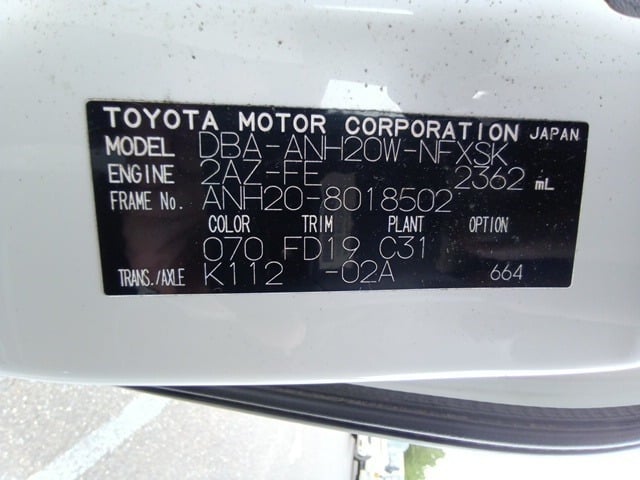 TOYOTA MOTOR CORPORATION JAPAN
MODEL DBA-ANH20W-NFXSK
ENGINE 2AZ-FE 2362 mL
FRAME No. ANH20-8018502
COLOR TRIM PLANT OPTION
070 FD19 C31
TRANS./AXLE K112 -02A 664